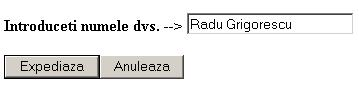 Introduceti numele dvs. --> Radu Grigorescu
Expediaza Anuleaza